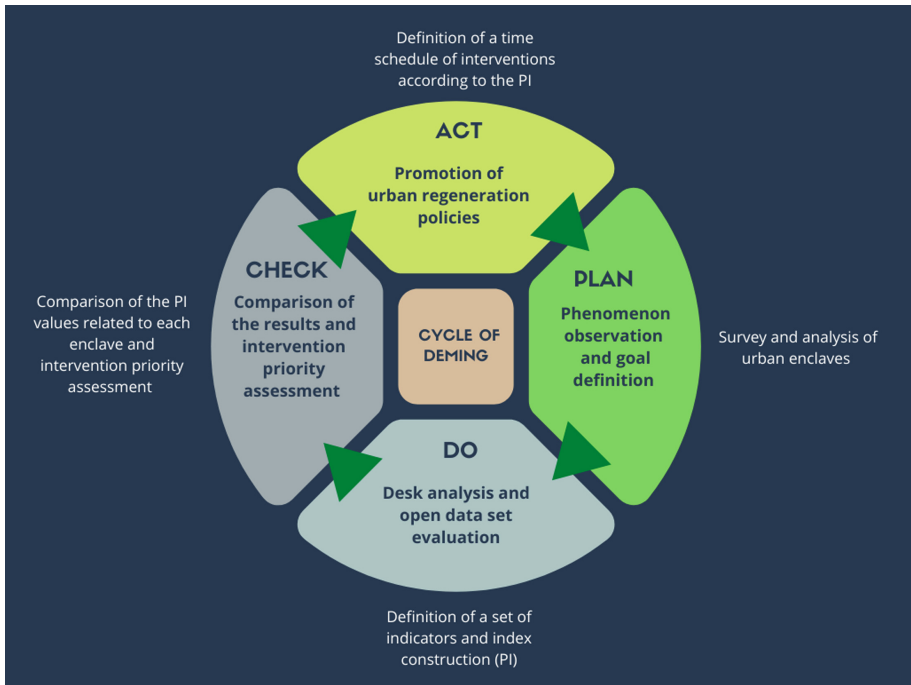 Definition of a time
schedule of interventions
according to the PI
ACT
Promotion of
urban regeneration
policies
PLAN
Phenomenon
observation
and goal
definition
Survey and analysis of
urban enclaves
DO
Desk analysis and
open data set
evaluation
Definition of a set of
indicators and index
construction (PI)
CHECK
Comparison of
the results and
intervention
priority
assessment
Comparison of the PI
values related to each
enclave and
intervention priority
assessment
CYCLE OF
DEMING